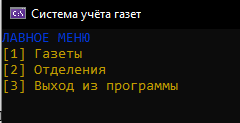 Система учёта газет
ЛАВНОЕ МЕНЮ
[1] Газеты
[2] Отделения
[3] Выход из программы